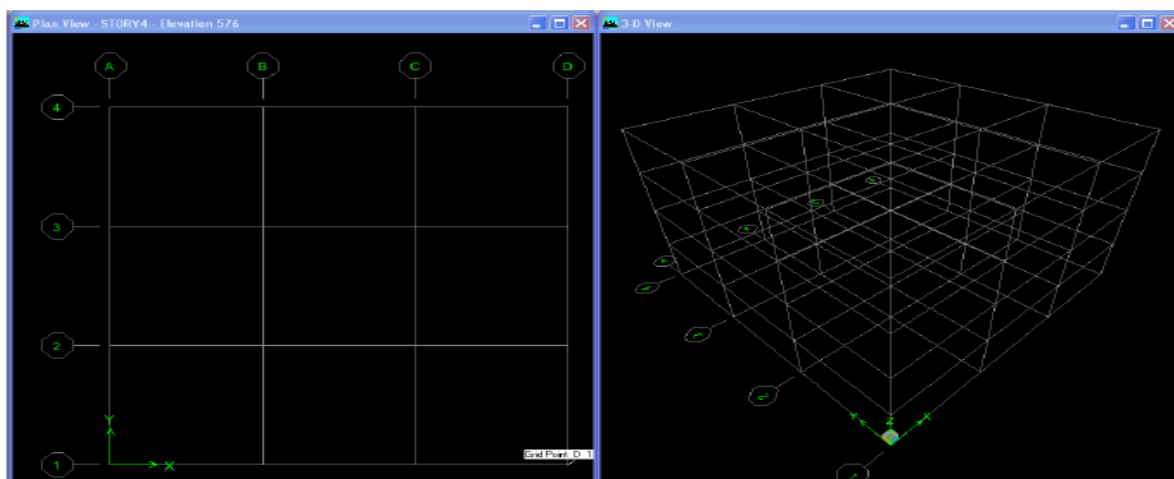 Plan View - STORY4 - Elevation 576
3-D View
A B C D
4
3
2
Y
X
1
Grid Point D 1
Y Z X